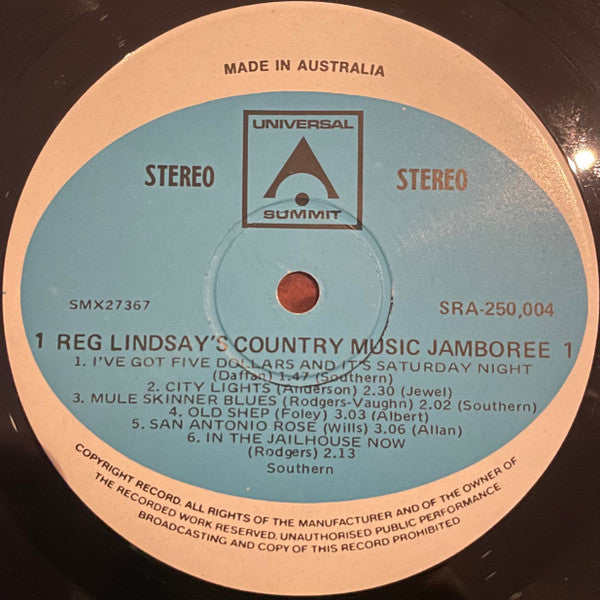 MADE IN AUSTRALIA
UNIVERSAL
SUMMIT
STEREO
STEREO
SMX27367
SRA-250,004
1 REG LINDSAY'S COUNTRY MUSIC JAMBOREE 1
1. I'VE GOT FIVE DOLLARS AND IT'S SATURDAY NIGHT
(Daffan) 1.47 (Southern)
2. CITY LIGHTS (Anderson) 2.30 (Jewel)
3. MULE SKINNER BLUES (Rodgers-Vaughn) 2.02 (Southern)
4. OLD SHEP (Foley) 3.03 (Albert)
5. SAN ANTONIO ROSE (Wills) 3.06 (Allan)
6. IN THE JAILHOUSE NOW
(Rodgers) 2.13
Southern
COPYRIGHT RECORD. ALL RIGHTS OF THE MANUFACTURER AND OF THE OWNER OF
THE RECORDED WORK RESERVED. UNAUTHORISED PUBLIC PERFORMANCE
BROADCASTING AND COPY OF THIS RECORD PROHIBITED